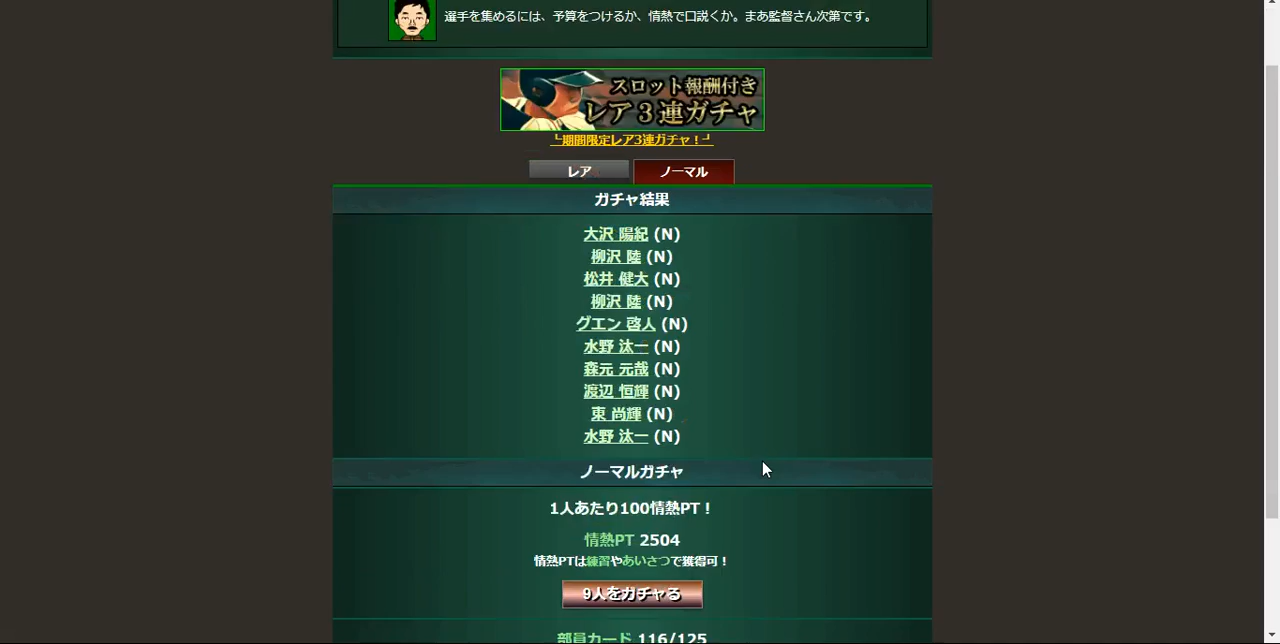 選手を集めるには、予算をつけるか、情熱で口説くか。まあ監督さん次第です。
スロット報酬付き
レア3連ガチャ
┗期間限定レア3連ガチャ！┛
レア
ノーマル
ガチャ結果
大沢 陽紀 (N)
柳沢 陸 (N)
松井 健大 (N)
柳沢 陸 (N)
グエン 啓人 (N)
水野 汰一 (N)
森元 元哉 (N)
渡辺 恒輝 (N)
東 尚輝 (N)
水野 汰一 (N)
ノーマルガチャ
1人あたり100情熱PT！
情熱PT 2504
情熱PTは練習やあいさつで獲得可！
9人をガチャる
部員カード 116/125